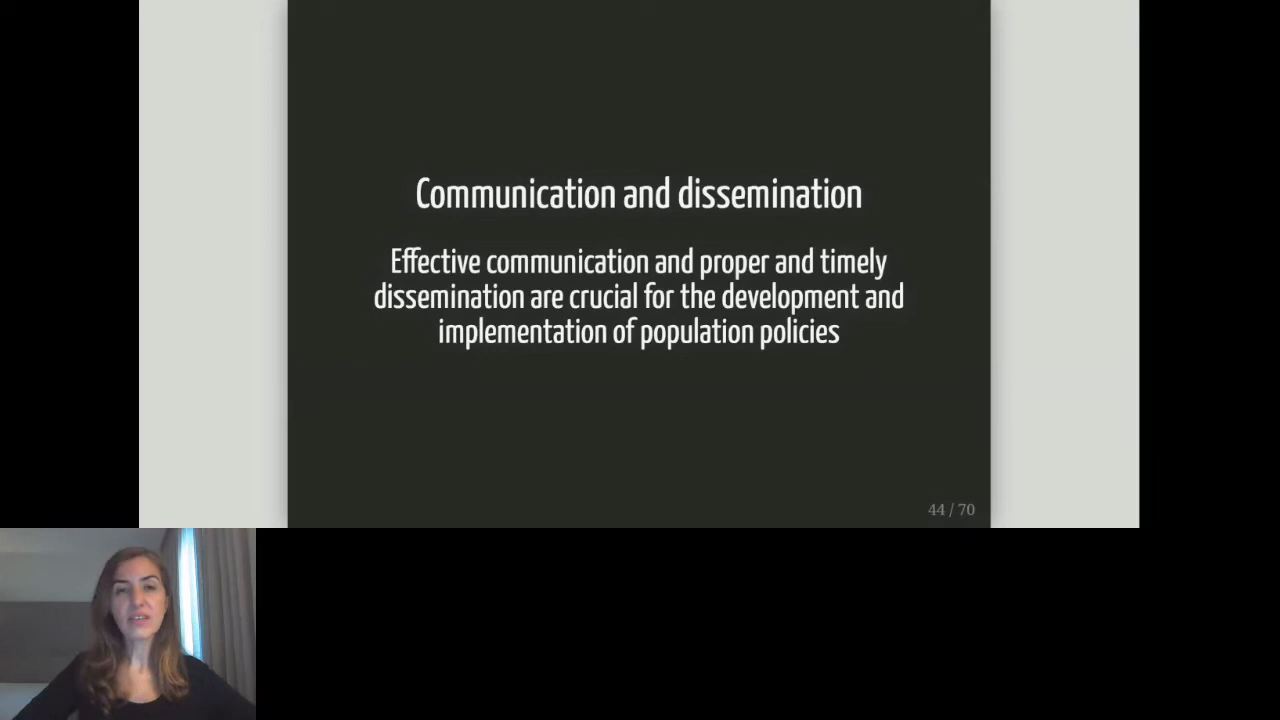 Communication and dissemination
Effective communication and proper and timely
dissemination are crucial for the development and
implementation of population policies
44 / 70